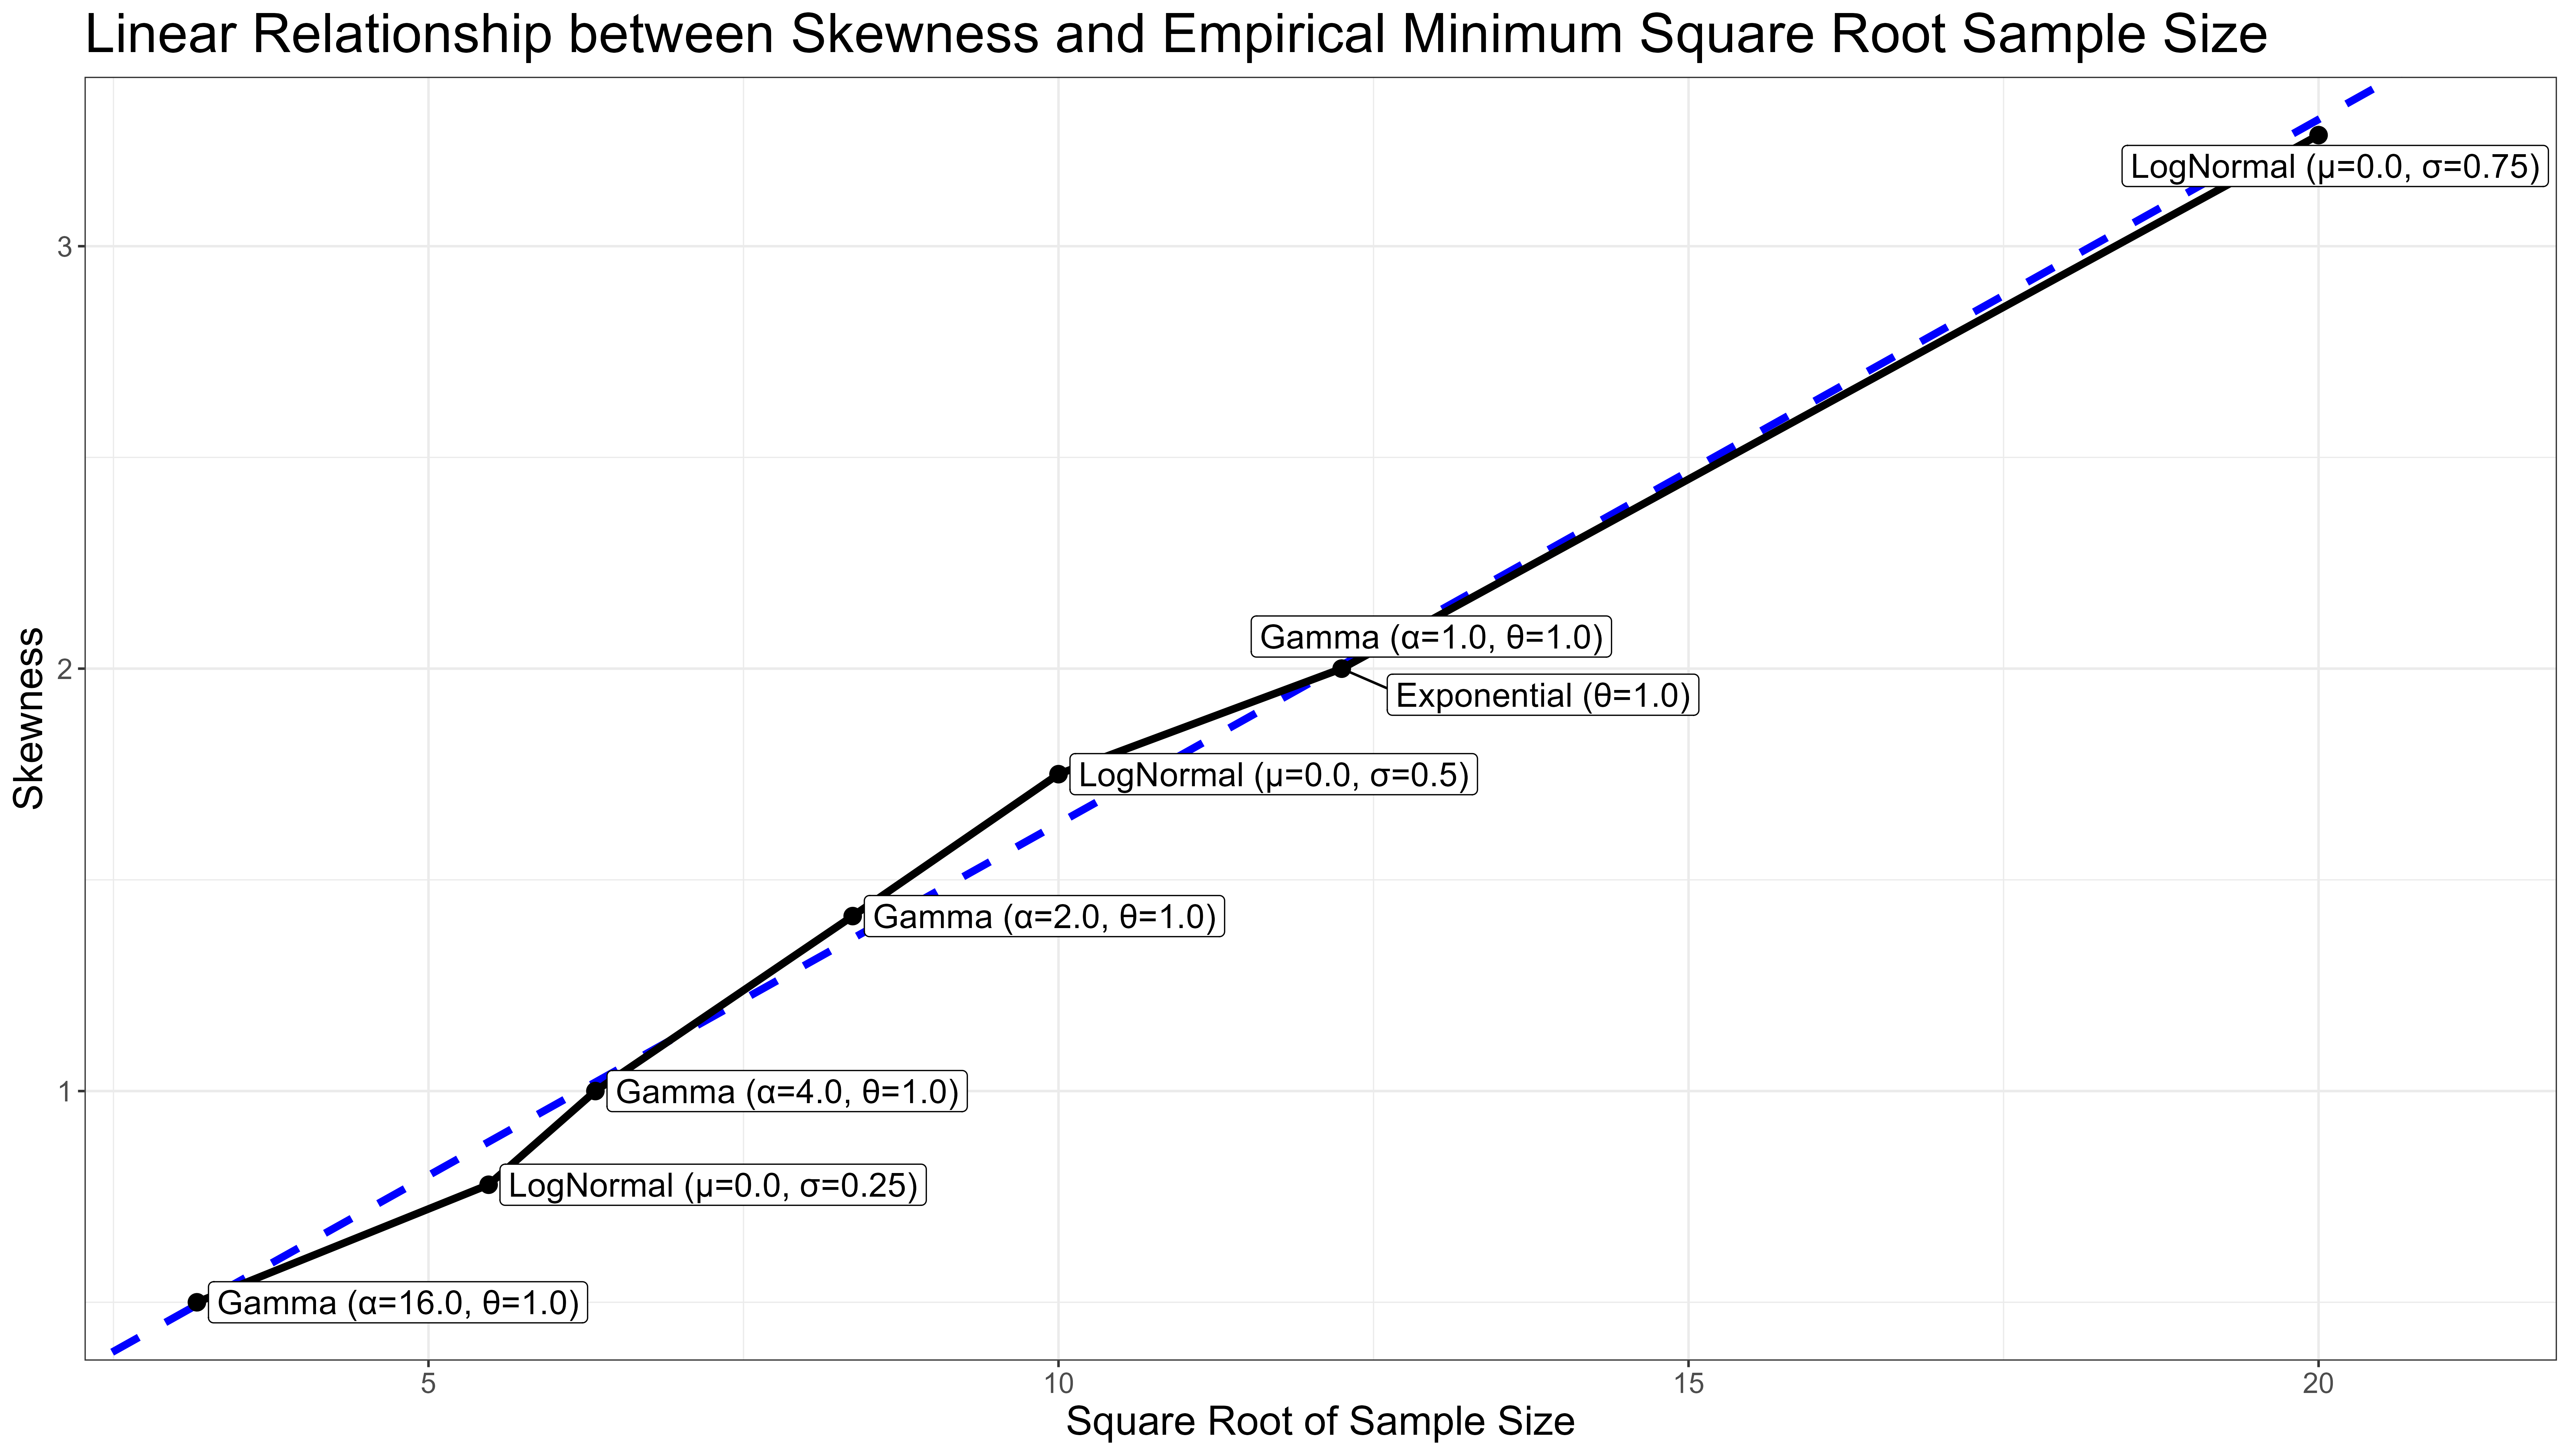 Linear Relationship between Skewness and Empirical Minimum Square Root Sample Size
LogNormal (μ=0.0, σ=0.75)
3
Gamma (α=1.0, θ=1.0)
2
Exponential (θ=1.0)
LogNormal (μ=0.0, σ=0.5)
Skewness
Gamma (α=2.0, θ=1.0)
1
Gamma (α=4.0, θ=1.0)
LogNormal (μ=0.0, σ=0.25)
Gamma (α=16.0, θ=1.0)
5
10
15
20
Square Root of Sample Size